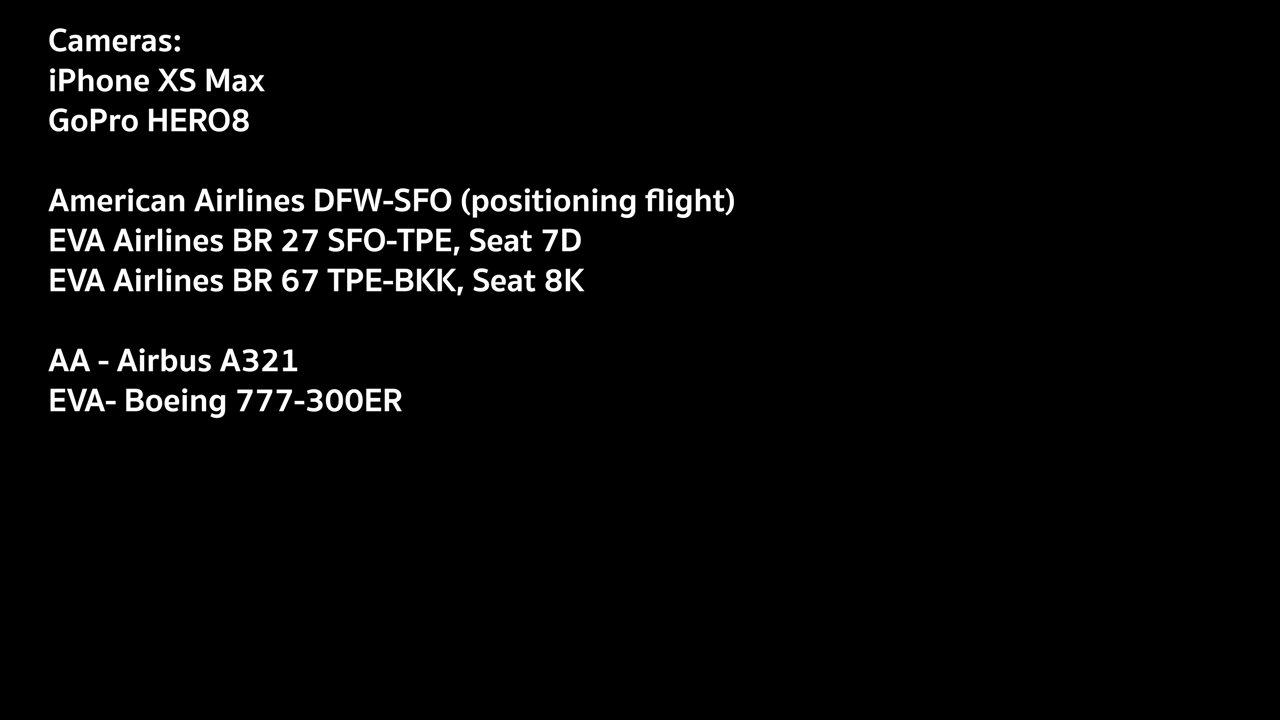 Cameras:
iPhone XS Max
GoPro HERO8
American Airlines DFW-SFO (positioning flight)
EVA Airlines BR 27 SFO-TPE, Seat 7D
EVA Airlines BR 67 TPE-BKK, Seat 8K
AA - Airbus A321
EVA- Boeing 777-300ER